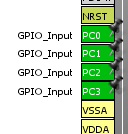 NRST
GPIO_Input PC0
GPIO_Input PC1
GPIO_Input PC2
GPIO_Input PC3
VSSA
VDDA